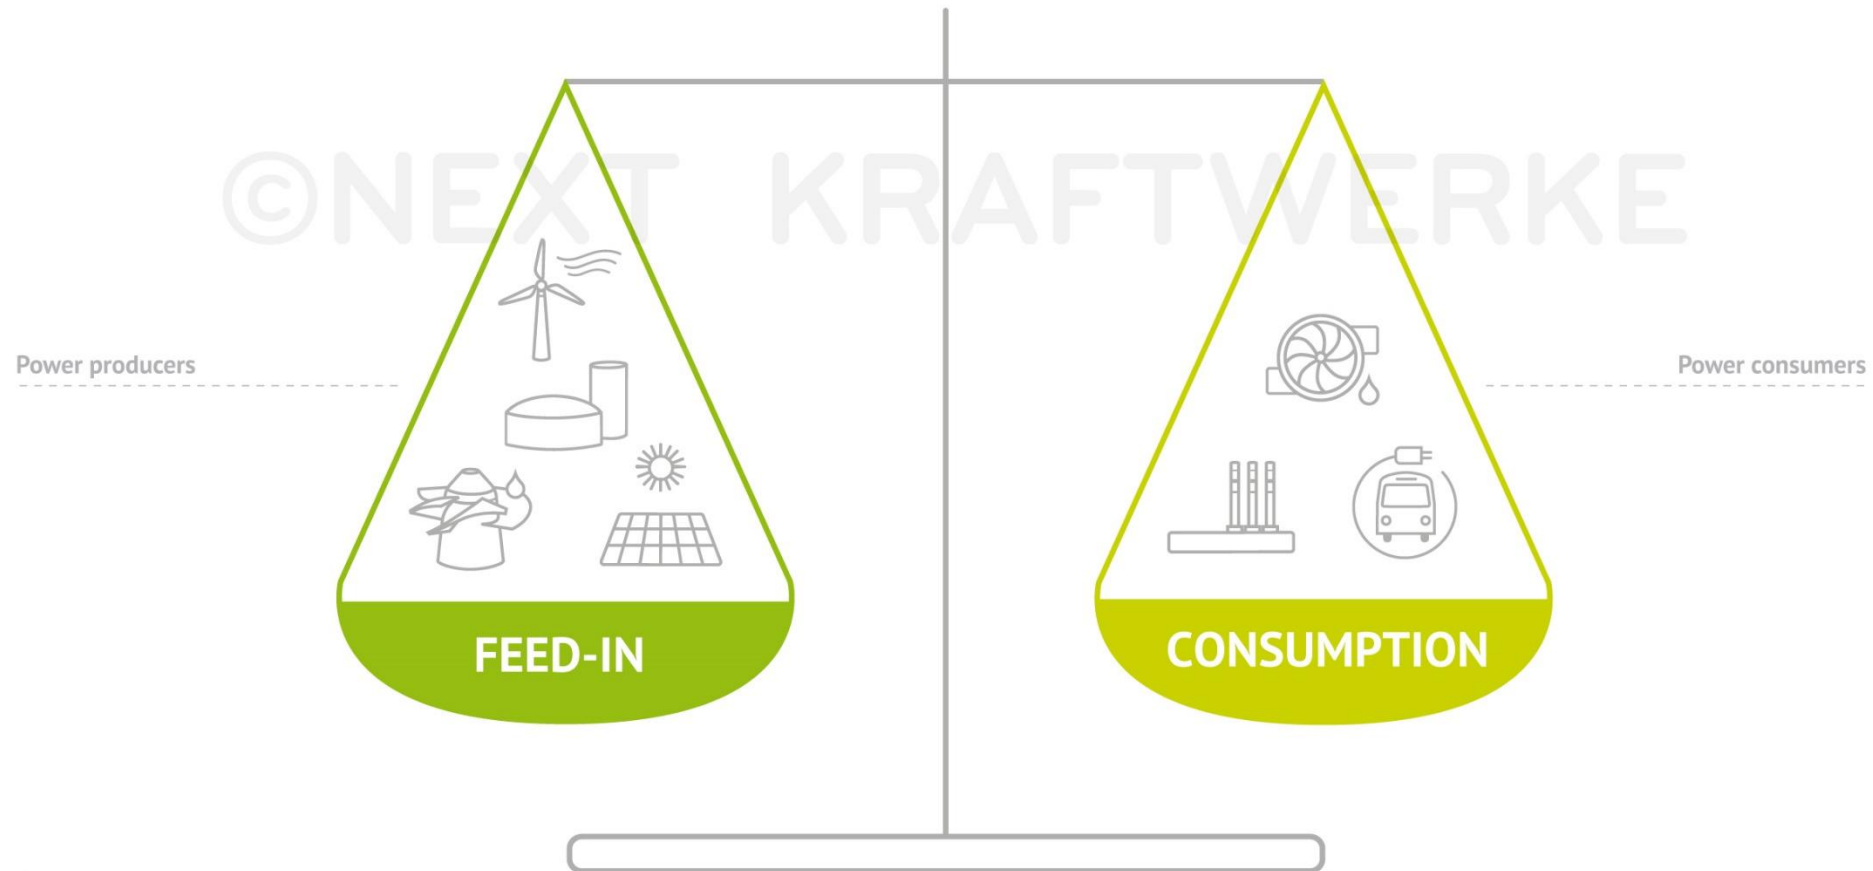 ©NEXT KRAFTWERKE
Power producers
Power consumers
FEED-IN
CONSUMPTION